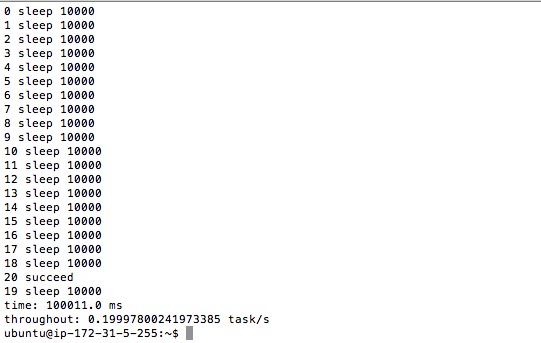 0 sleep 10000
1 sleep 10000
2 sleep 10000
3 sleep 10000
4 sleep 10000
5 sleep 10000
6 sleep 10000
7 sleep 10000
8 sleep 10000
9 sleep 10000
10 sleep 10000
11 sleep 10000
12 sleep 10000
13 sleep 10000
14 sleep 10000
15 sleep 10000
16 sleep 10000
17 sleep 10000
18 sleep 10000
20 succeed
19 sleep 10000
time: 100011.0 ms
throughout: 0.19997800241973385 task/s
ubuntu@ip-172-31-5-255:~$